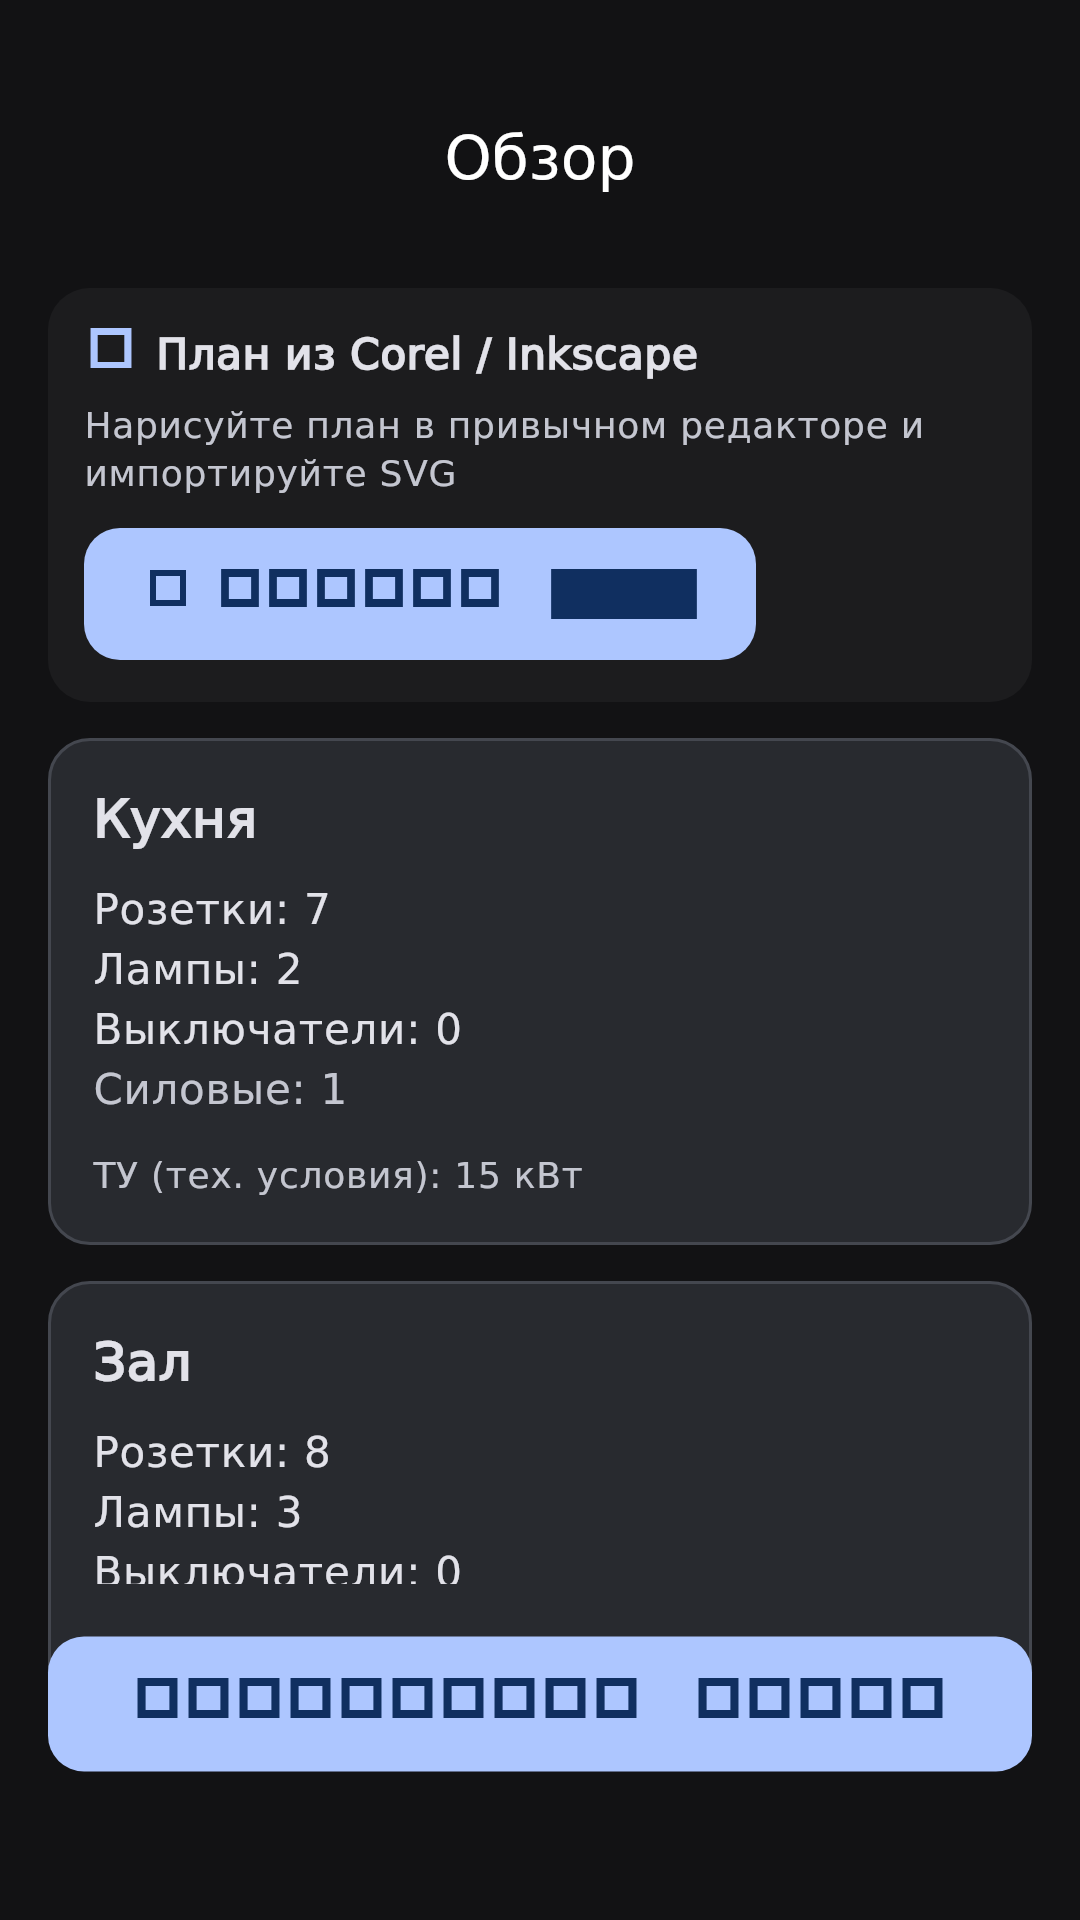 Обзор
План из Corel / Inkscape
Нарисуйте план в привычном редакторе и
импортируйте SVG
Кухня
Розетки: 7
Лампы: 2
Выключатели: 0
Силовые: 1
ТУ (тех. условия): 15 кВт
Зал
Розетки: 8
Лампы: 3
Выключатели: 0